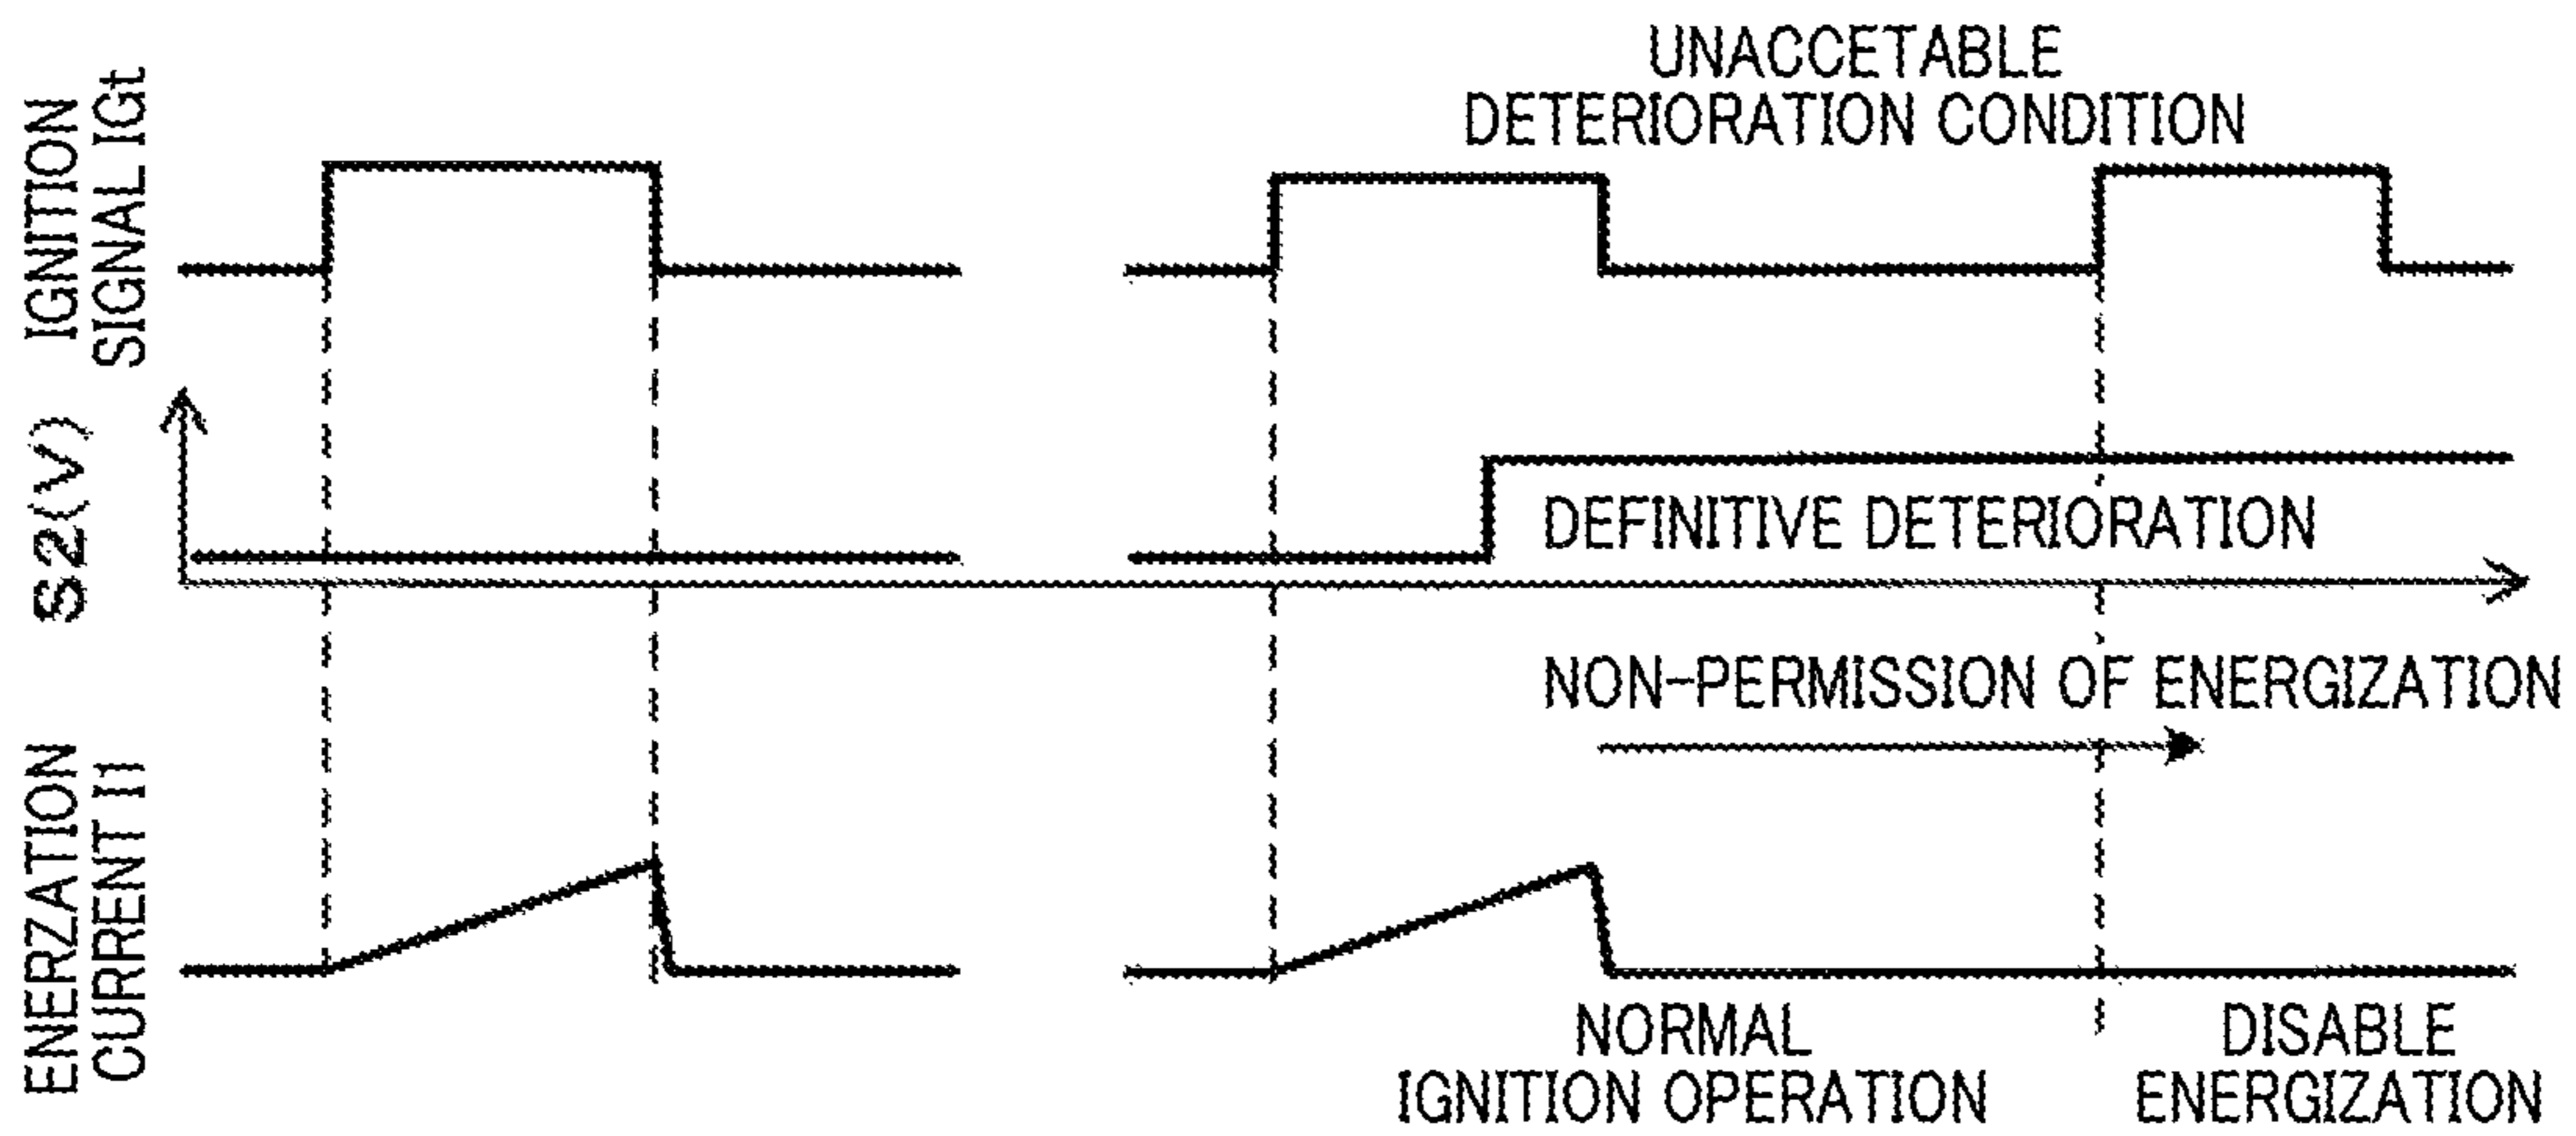 UNACCETABLE
DETERIORATION CONDITION
IGNITION
SIGNAL IGt
S2(V)
DEFINITIVE DETERIORATION
NON-PERMISSION OF ENERGIZATION
ENERZATION
CURRENT I1
NORMAL
IGNITION OPERATION
DISABLE
ENERGIZATION